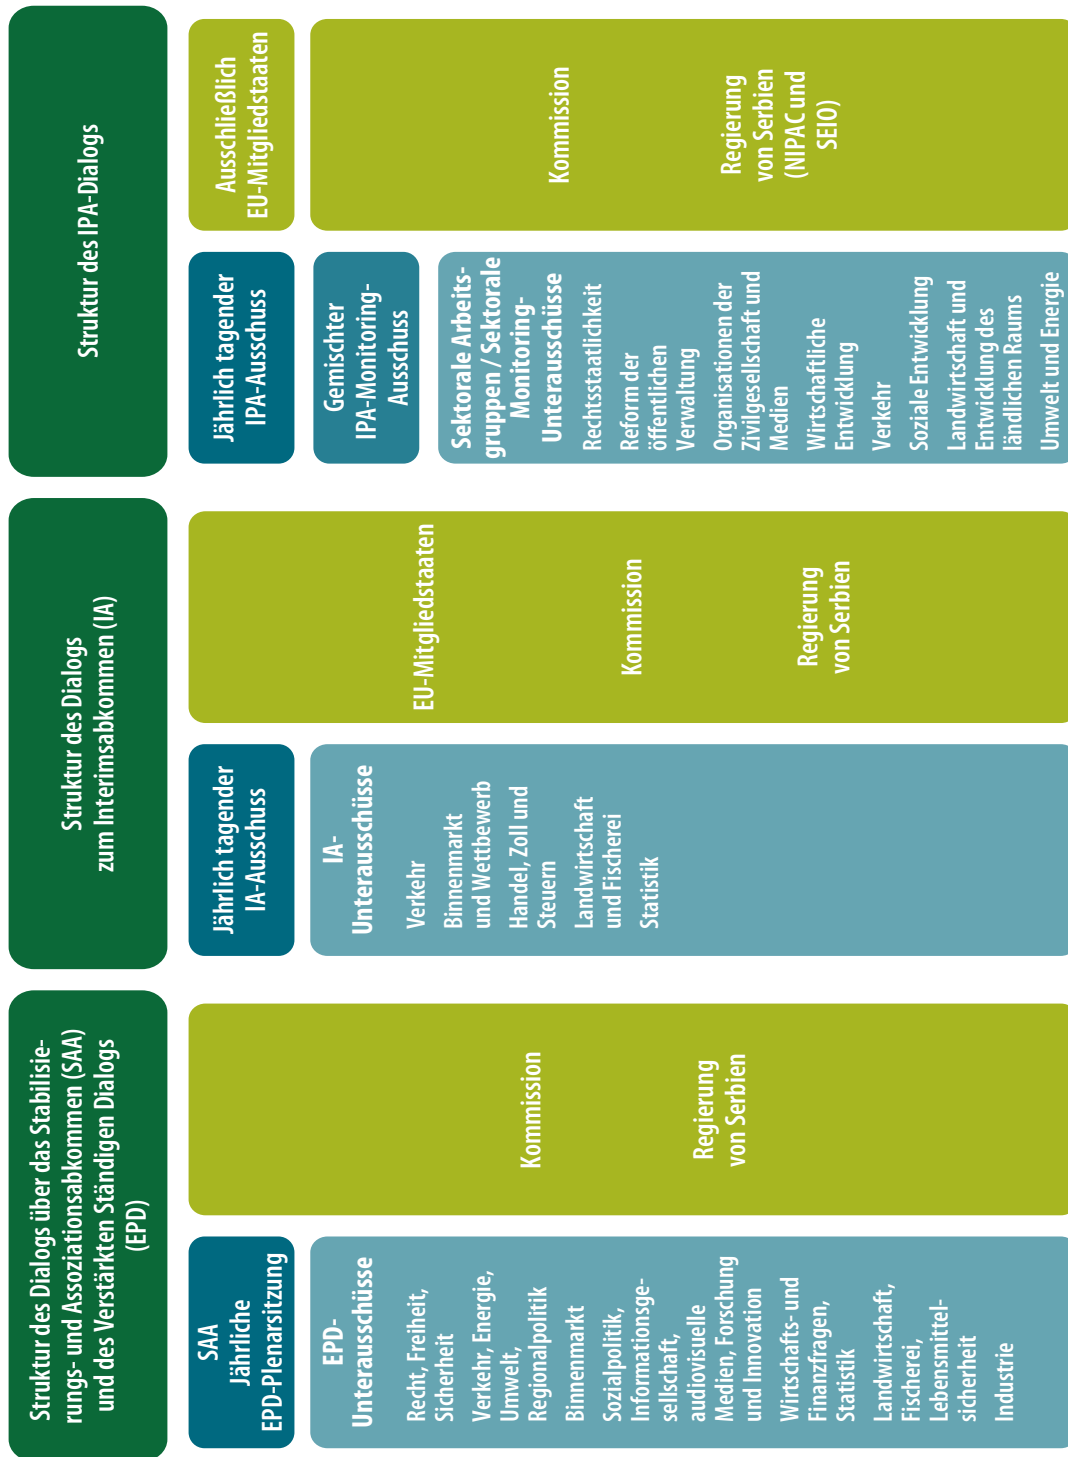 Struktur des Dialogs über das Stabilisie-
rungs- und Assoziationsabkommen (SAA)
und des Verstärkten Ständigen Dialogs
(EPD)
SAA
Jährliche
EPD-Plenarsitzung
EPD-
Unterausschüsse
Recht, Freiheit,
Sicherheit
Verkehr, Energie,
Umwelt,
Regionalpolitik
Binnenmarkt
Sozialpolitik,
Informationsge-
sellschaft,
audiovisuelle
Medien, Forschung
und Innovation
Wirtschafts- und
Finanzfragen,
Statistik
Landwirtschaft,
Fischerei,
Lebensmittel-
sicherheit
Industrie
Kommission
Regierung
von Serbien
Struktur des Dialogs
zum Interimsabkommen (IA)
Jährlich tagender
IA-Ausschuss
IA-
Unterausschüsse
Verkehr
Binnenmarkt
und Wettbewerb
Handel, Zoll und
Steuern
Landwirtschaft
und Fischerei
Statistik
EU-Mitgliedstaaten
Kommission
Regierung
von Serbien
Struktur des IPA-Dialogs
Jährlich tagender
IPA-Ausschuss
Gemischter
IPA-Monitoring-
Ausschuss
Sektorale Arbeits-
gruppen / Sektorale
Monitoring-
Unterausschüsse
Rechtsstaatlichkeit
Reform der
öffentlichen
Verwaltung
Organisationen der
Zivilgesellschaft und
Medien
Wirtschaftliche
Entwicklung
Verkehr
Soziale Entwicklung
Landwirtschaft und
Entwicklung des
ländlichen Raums
Umwelt und Energie
Ausschließlich
EU-Mitgliedstaaten
Kommission
Regierung
von Serbien
(NIPAC und
SEIO)